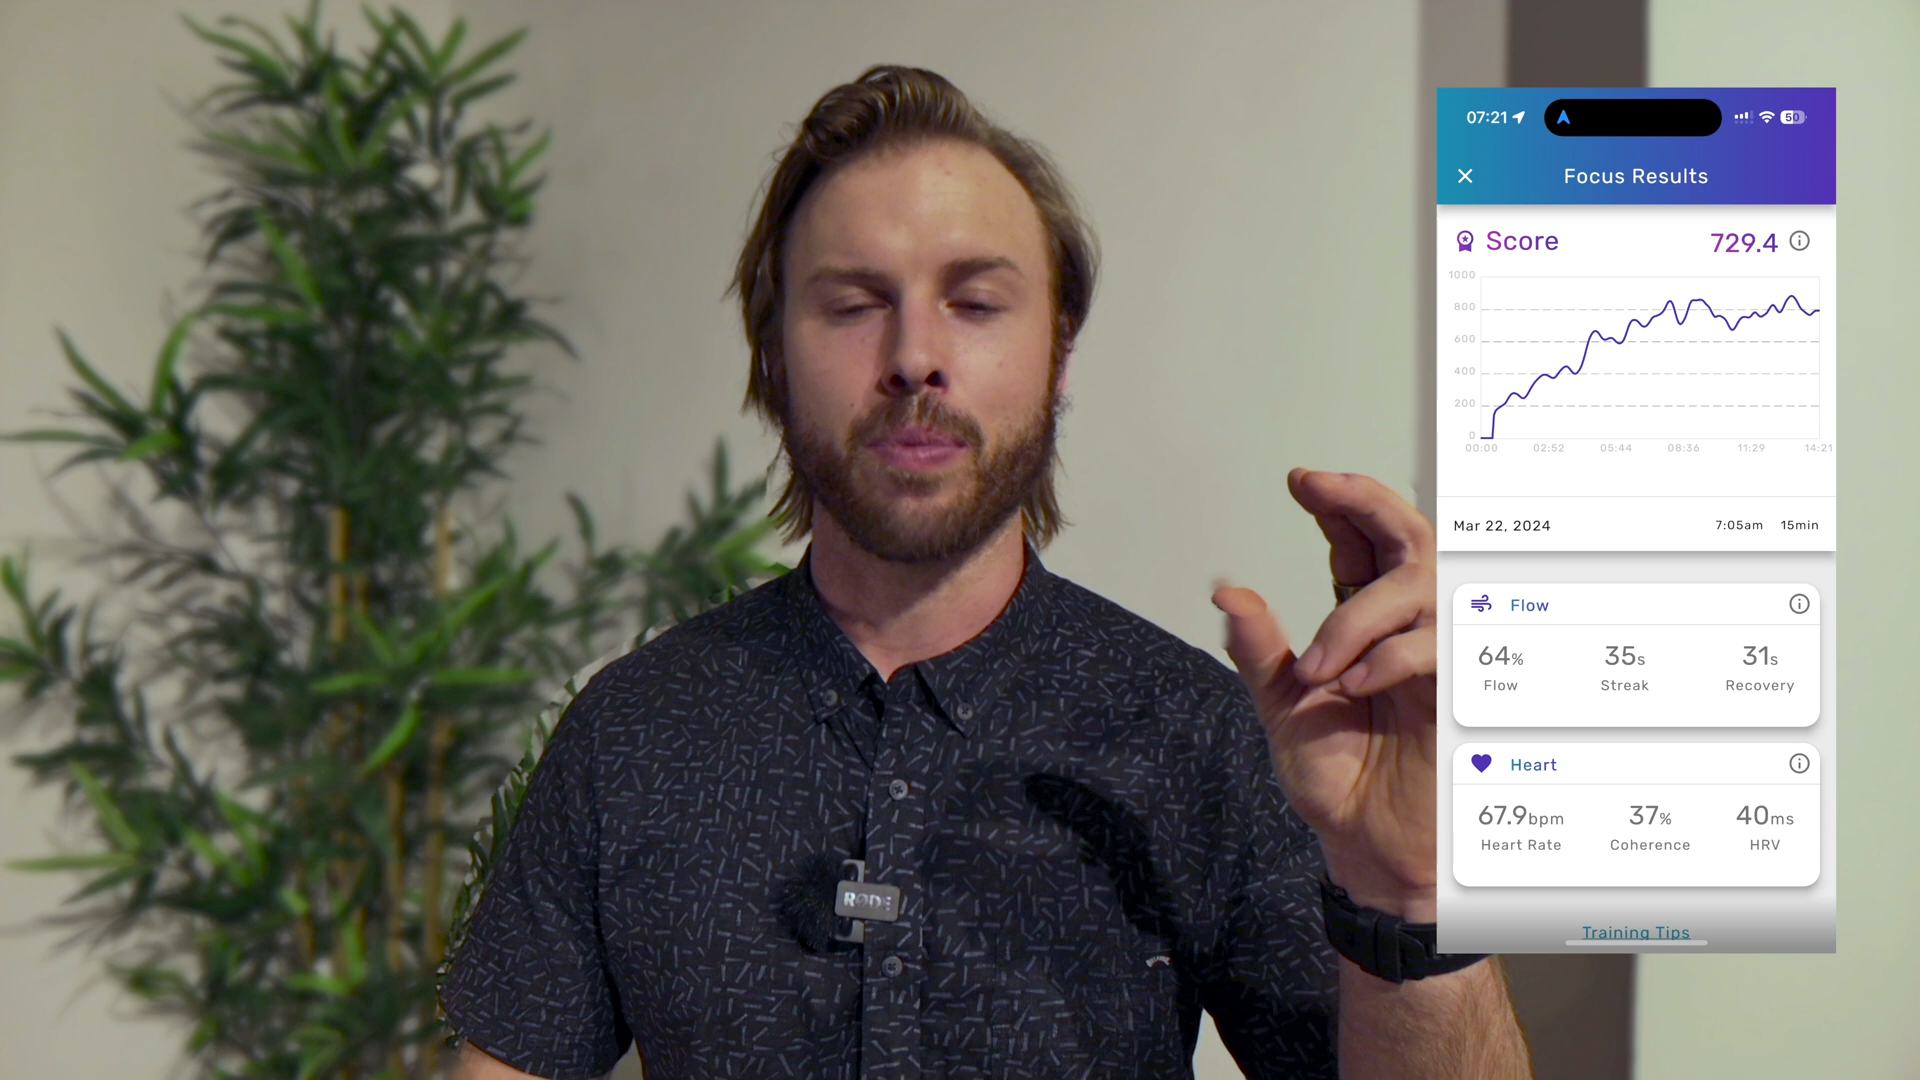 07:21
50
Focus Results
Score 729.4
1000
800
600
400
200
0
00:00 02:52 05:44 08:36 11:29 14:21
Mar 22, 2024 7:05am 15min
Flow
64% 35s 31s
Flow Streak Recovery
Heart
67.9bpm 37% 40ms
Heart Rate Coherence HRV
Training Tips
RØDE